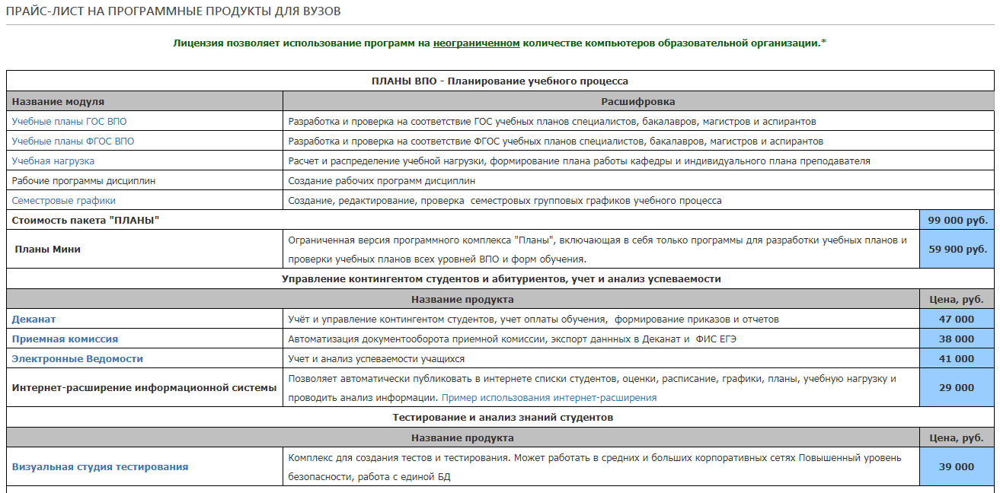 ПРАЙС-ЛИСТ НА ПРОГРАММНЫЕ ПРОДУКТЫ ДЛЯ ВУЗОВ
Лицензия позволяет использование программ на неограниченном количестве компьютеров образовательной организации.*
ПЛАНЫ ВПО - Планирование учебного процесса
Название модуля Расшифровка
Учебные планы ГОС ВПО Разработка и проверка на соответствие ГОС учебных планов специалистов, бакалавров, магистров и аспирантов
Учебные планы ФГОС ВПО Разработка и проверка на соответствие ФГОС учебных планов специалистов, бакалавров, магистров и аспирантов
Учебная нагрузка Расчет и распределение учебной нагрузки, формирование плана работы кафедры и индивидуального плана преподавателя
Рабочие программы дисциплин Создание рабочих программ дисциплин
Семестровые графики Создание, редактирование, проверка семестровых групповых графиков учебного процесса
Стоимость пакета "ПЛАНЫ" 99 000 руб.
Планы Мини Ограниченная версия программного комплекса "Планы", включающая в себя только программы для разработки учебных планов и
проверки учебных планов всех уровней ВПО и форм обучения. 59 900 руб.
Управление контингентом студентов и абитуриентов, учет и анализ успеваемости
Название продукта Цена, руб.
Деканат Учёт и управление контингентом студентов, учет оплаты обучения, формирование приказов и отчетов 47 000
Приемная комиссия Автоматизация документооборота приемной комиссии, экспорт даннных в Деканат и ФИС ЕГЭ 38 000
Электронные Ведомости Учет и анализ успеваемости учащихся 41 000
Интернет-расширение информационной системы Позволяет автоматически публиковать в интернете списки студентов, оценки, расписание, графики, планы, учебную нагрузку и
проводить анализ информации. Пример использования интернет-расширения 29 000
Тестирование и анализ знаний студентов
Название продукта Цена, руб.
Визуальная студия тестирования Комплекс для создания тестов и тестирования. Может работать в средних и больших корпоративных сетях Повышенный уровень
безопасности, работа с единой БД 39 000